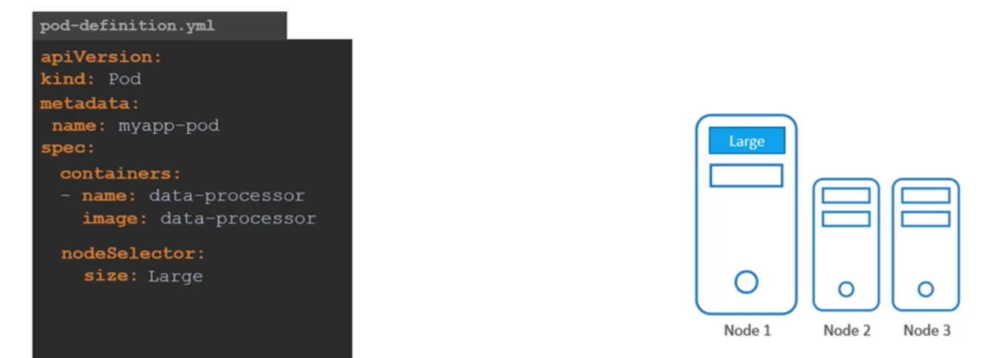 pod-definition.yml
apiVersion:
kind: Pod
metadata:
 name: myapp-pod
spec:
  containers:
  - name: data-processor
    image: data-processor
  nodeSelector:
    size: Large
Large
Node 1
Node 2
Node 3